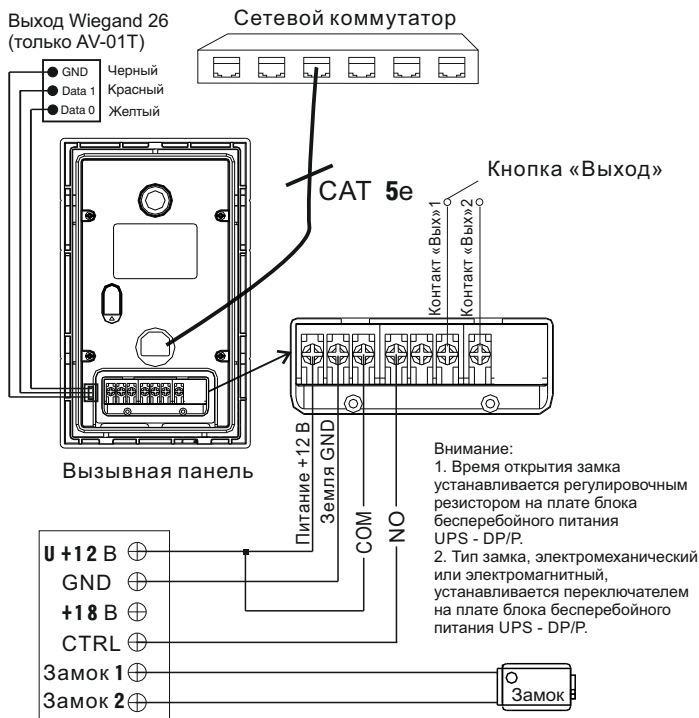 Выход Wiegand 26
(только AV-01T)
GND Черный
Data 1 Красный
Data 0 Желтый
Сетевой коммутатор
CAT 5e
Кнопка «Выход»
Контакт «Вых»1
Контакт «Вых»2
Вызывная панель
Питание +12 В
Земля GND
COM
NO
Внимание:
1. Время открытия замка
устанавливается регулировочным
резистором на плате блока
бесперебойного питания
UPS - DP/P.
2. Тип замка, электромеханический
или электромагнитный,
устанавливается переключателем
на плате блока бесперебойного
питания UPS - DP/P.
U +12 В
GND
+18 В
CTRL
Замок 1
Замок 2
Замок